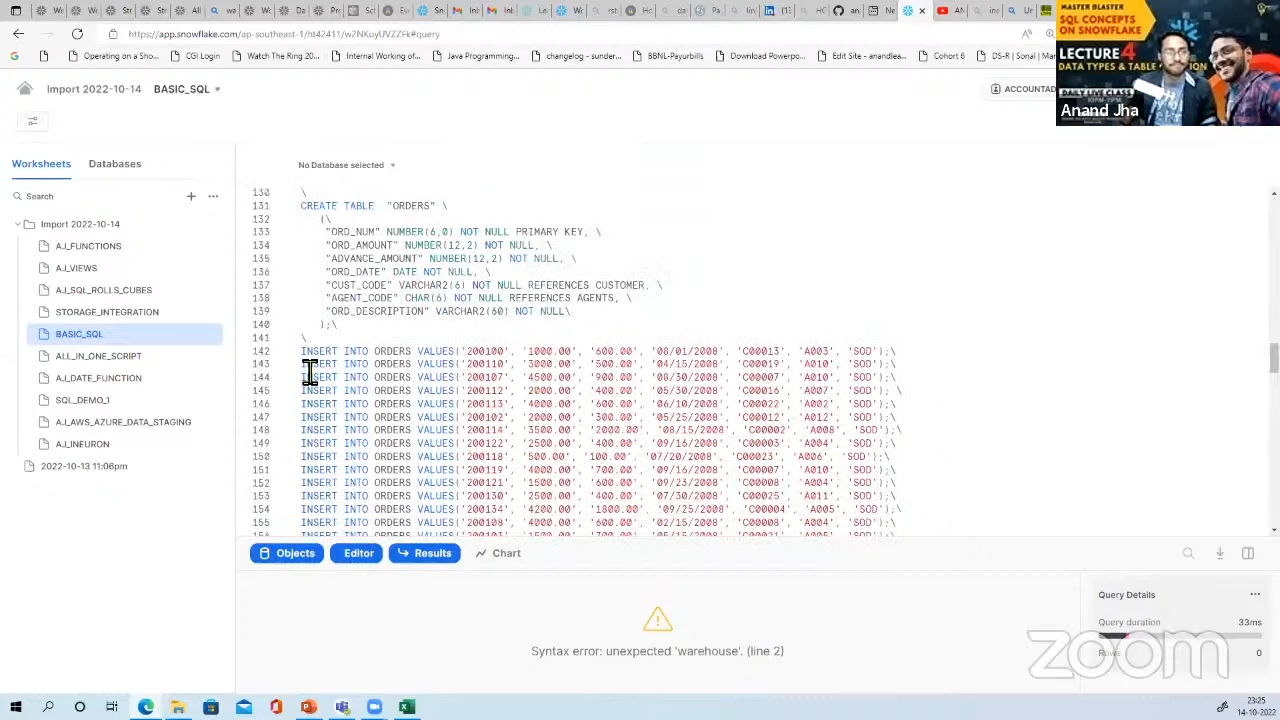 MASTER BLASTER
SQL CONCEPTS
ON SNOWFLAKE
LECTURE 4
DATA TYPES & TABLE
DAILY LIVE CLASS
Anand Jha
https://app.snowflake.com/ap-southeast-1/ht42411/w2NNxy8VZZFk#query
Operating on a Snow...
CGI Login
Watch The Ring 20...
Java Programming...
changelog - sunder...
BBNL-Payurbills
Download Powerpo...
Edit Site - anandlea...
Cohort 6
DS-R | Sonal
Import 2022-10-14
BASIC_SQL
ACCOUNTAD
Worksheets
Databases
No Database selected
Search
Import 2022-10-14
AJ_FUNCTIONS
AJ_VIEWS
AJ_SQL_ROLLS_CUBES
STORAGE_INTEGRATION
BASIC_SQL
ALL_IN_ONE_SCRIPT
AJ_DATE_FUNCTION
SQL_DEMO_1
AJ_AWS_AZURE_DATA_STAGING
AJ_INEURON
2022-10-13 11:06pm
130 \
131 CREATE TABLE "ORDERS" \
132 (\
133 "ORD_NUM" NUMBER(6,0) NOT NULL PRIMARY KEY, \
134 "ORD_AMOUNT" NUMBER(12,2) NOT NULL, \
135 "ADVANCE_AMOUNT" NUMBER(12,2) NOT NULL, \
136 "ORD_DATE" DATE NOT NULL, \
137 "CUST_CODE" VARCHAR2(6) NOT NULL REFERENCES CUSTOMER, \
138 "AGENT_CODE" CHAR(6) NOT NULL REFERENCES AGENTS, \
139 "ORD_DESCRIPTION" VARCHAR2(60) NOT NULL\
140 );\
141 \
142 INSERT INTO ORDERS VALUES('200100', '1000.00', '600.00', '08/01/2008', 'C00013', 'A003', 'SOD');\
143 INSERT INTO ORDERS VALUES('200110', '3000.00', '500.00', '04/15/2008', 'C00019', 'A010', 'SOD');\
144 INSERT INTO ORDERS VALUES('200107', '4500.00', '900.00', '08/30/2008', 'C00007', 'A010', 'SOD');\
145 INSERT INTO ORDERS VALUES('200112', '2000.00', '400.00', '05/30/2008', 'C00016', 'A007', 'SOD'); \
146 INSERT INTO ORDERS VALUES('200113', '4000.00', '600.00', '06/10/2008', 'C00022', 'A002', 'SOD');\
147 INSERT INTO ORDERS VALUES('200102', '2000.00', '300.00', '05/25/2008', 'C00012', 'A012', 'SOD');\
148 INSERT INTO ORDERS VALUES('200114', '3500.00', '2000.00', '08/15/2008', 'C00002', 'A008', 'SOD');\
149 INSERT INTO ORDERS VALUES('200122', '2500.00', '400.00', '09/16/2008', 'C00003', 'A004', 'SOD');\
150 INSERT INTO ORDERS VALUES('200118', '500.00', '100.00', '07/20/2008', 'C00023', 'A006', 'SOD');\
151 INSERT INTO ORDERS VALUES('200119', '4000.00', '700.00', '09/16/2008', 'C00007', 'A010', 'SOD');\
152 INSERT INTO ORDERS VALUES('200121', '1500.00', '600.00', '09/23/2008', 'C00008', 'A004', 'SOD');\
153 INSERT INTO ORDERS VALUES('200130', '2500.00', '400.00', '07/30/2008', 'C00025', 'A011', 'SOD');\
154 INSERT INTO ORDERS VALUES('200134', '4200.00', '1800.00', '09/25/2008', 'C00004', 'A005', 'SOD');\
155 INSERT INTO ORDERS VALUES('200108', '4000.00', '600.00', '02/15/2008', 'C00008', 'A004', 'SOD');\
Objects
Editor
Results
Chart
Syntax error: unexpected 'warehouse'. (line 2)
Query Details
Query duration 33ms
Rows 0
zoom
23:25
14-10-2022